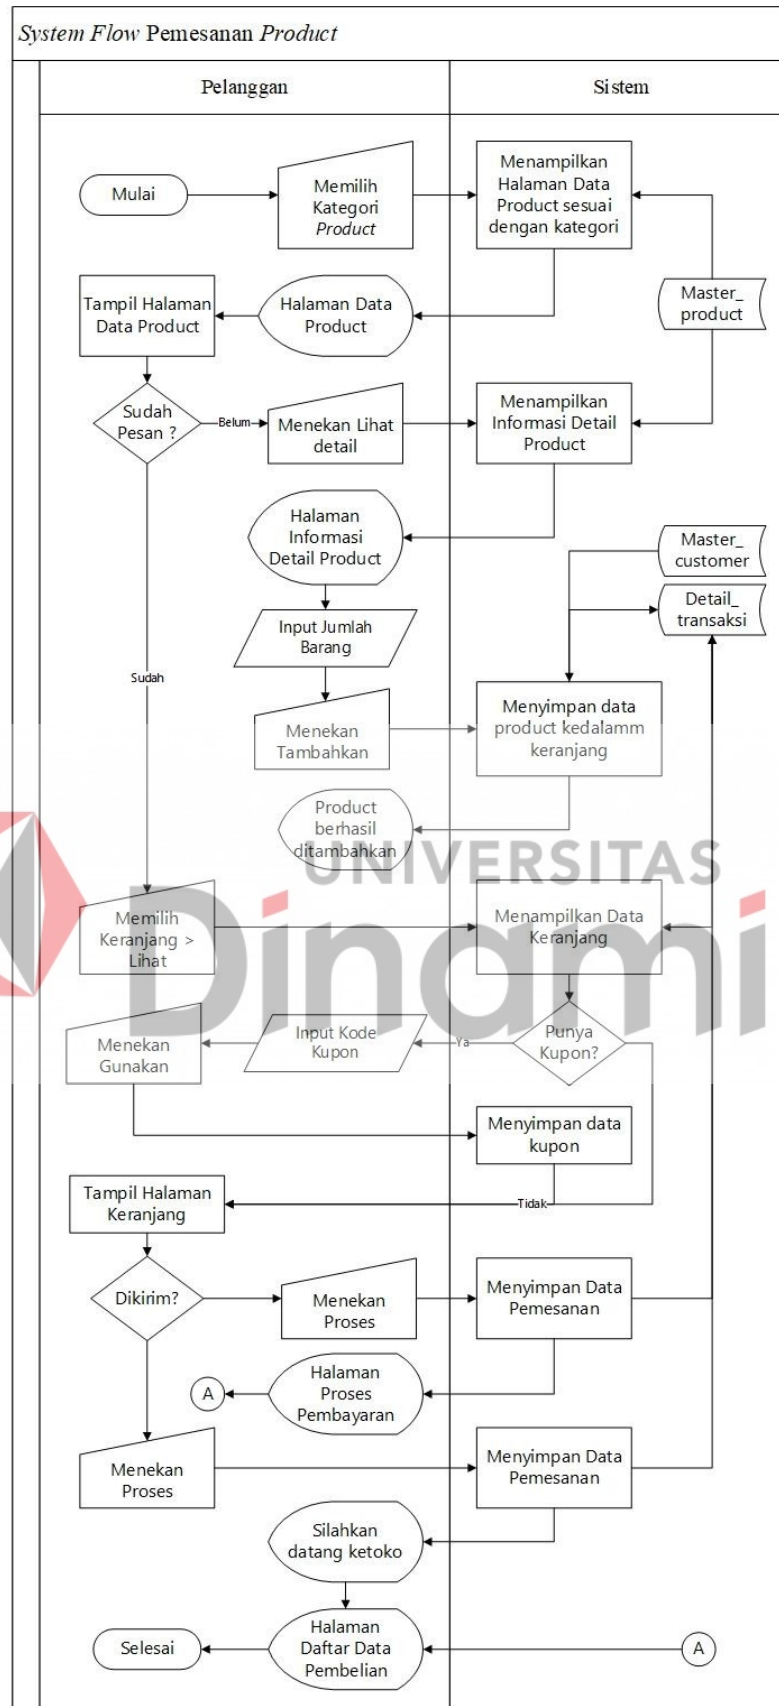 System Flow Pemesanan Product
Pelanggan
Sistem
Mulai
Memilih
Kategori
Product
Menampilkan
Halaman Data
Product sesuai
dengan kategori
Tampil Halaman
Data Product
Halaman Data
Product
Master_
product
Sudah
Pesan ?
Belum
Menekan Lihat
detail
Menampilkan
Informasi Detail
Product
Halaman
Informasi
Detail Product
Master_
customer
Detail_
transaksi
Input Jumlah
Barang
Sudah
Menekan
Tambahkan
Menyimpan data
product kedalamm
keranjang
Product
berhasil
ditambahkan
UNIVERSITAS
Dinami
Memilih
Keranjang >
Lihat
Menampilkan Data
Keranjang
Menekan
Gunakan
Input Kode
Kupon
Ya
Punya
Kupon?
Menyimpan data
kupon
Tampil Halaman
Keranjang
Tidak
Dikirim?
Menekan
Proses
Menyimpan Data
Pemesanan
A
Halaman
Proses
Pembayaran
Menekan
Proses
Menyimpan Data
Pemesanan
Silahkan
datang ketoko
Selesai
Halaman
Daftar Data
Pembelian
A